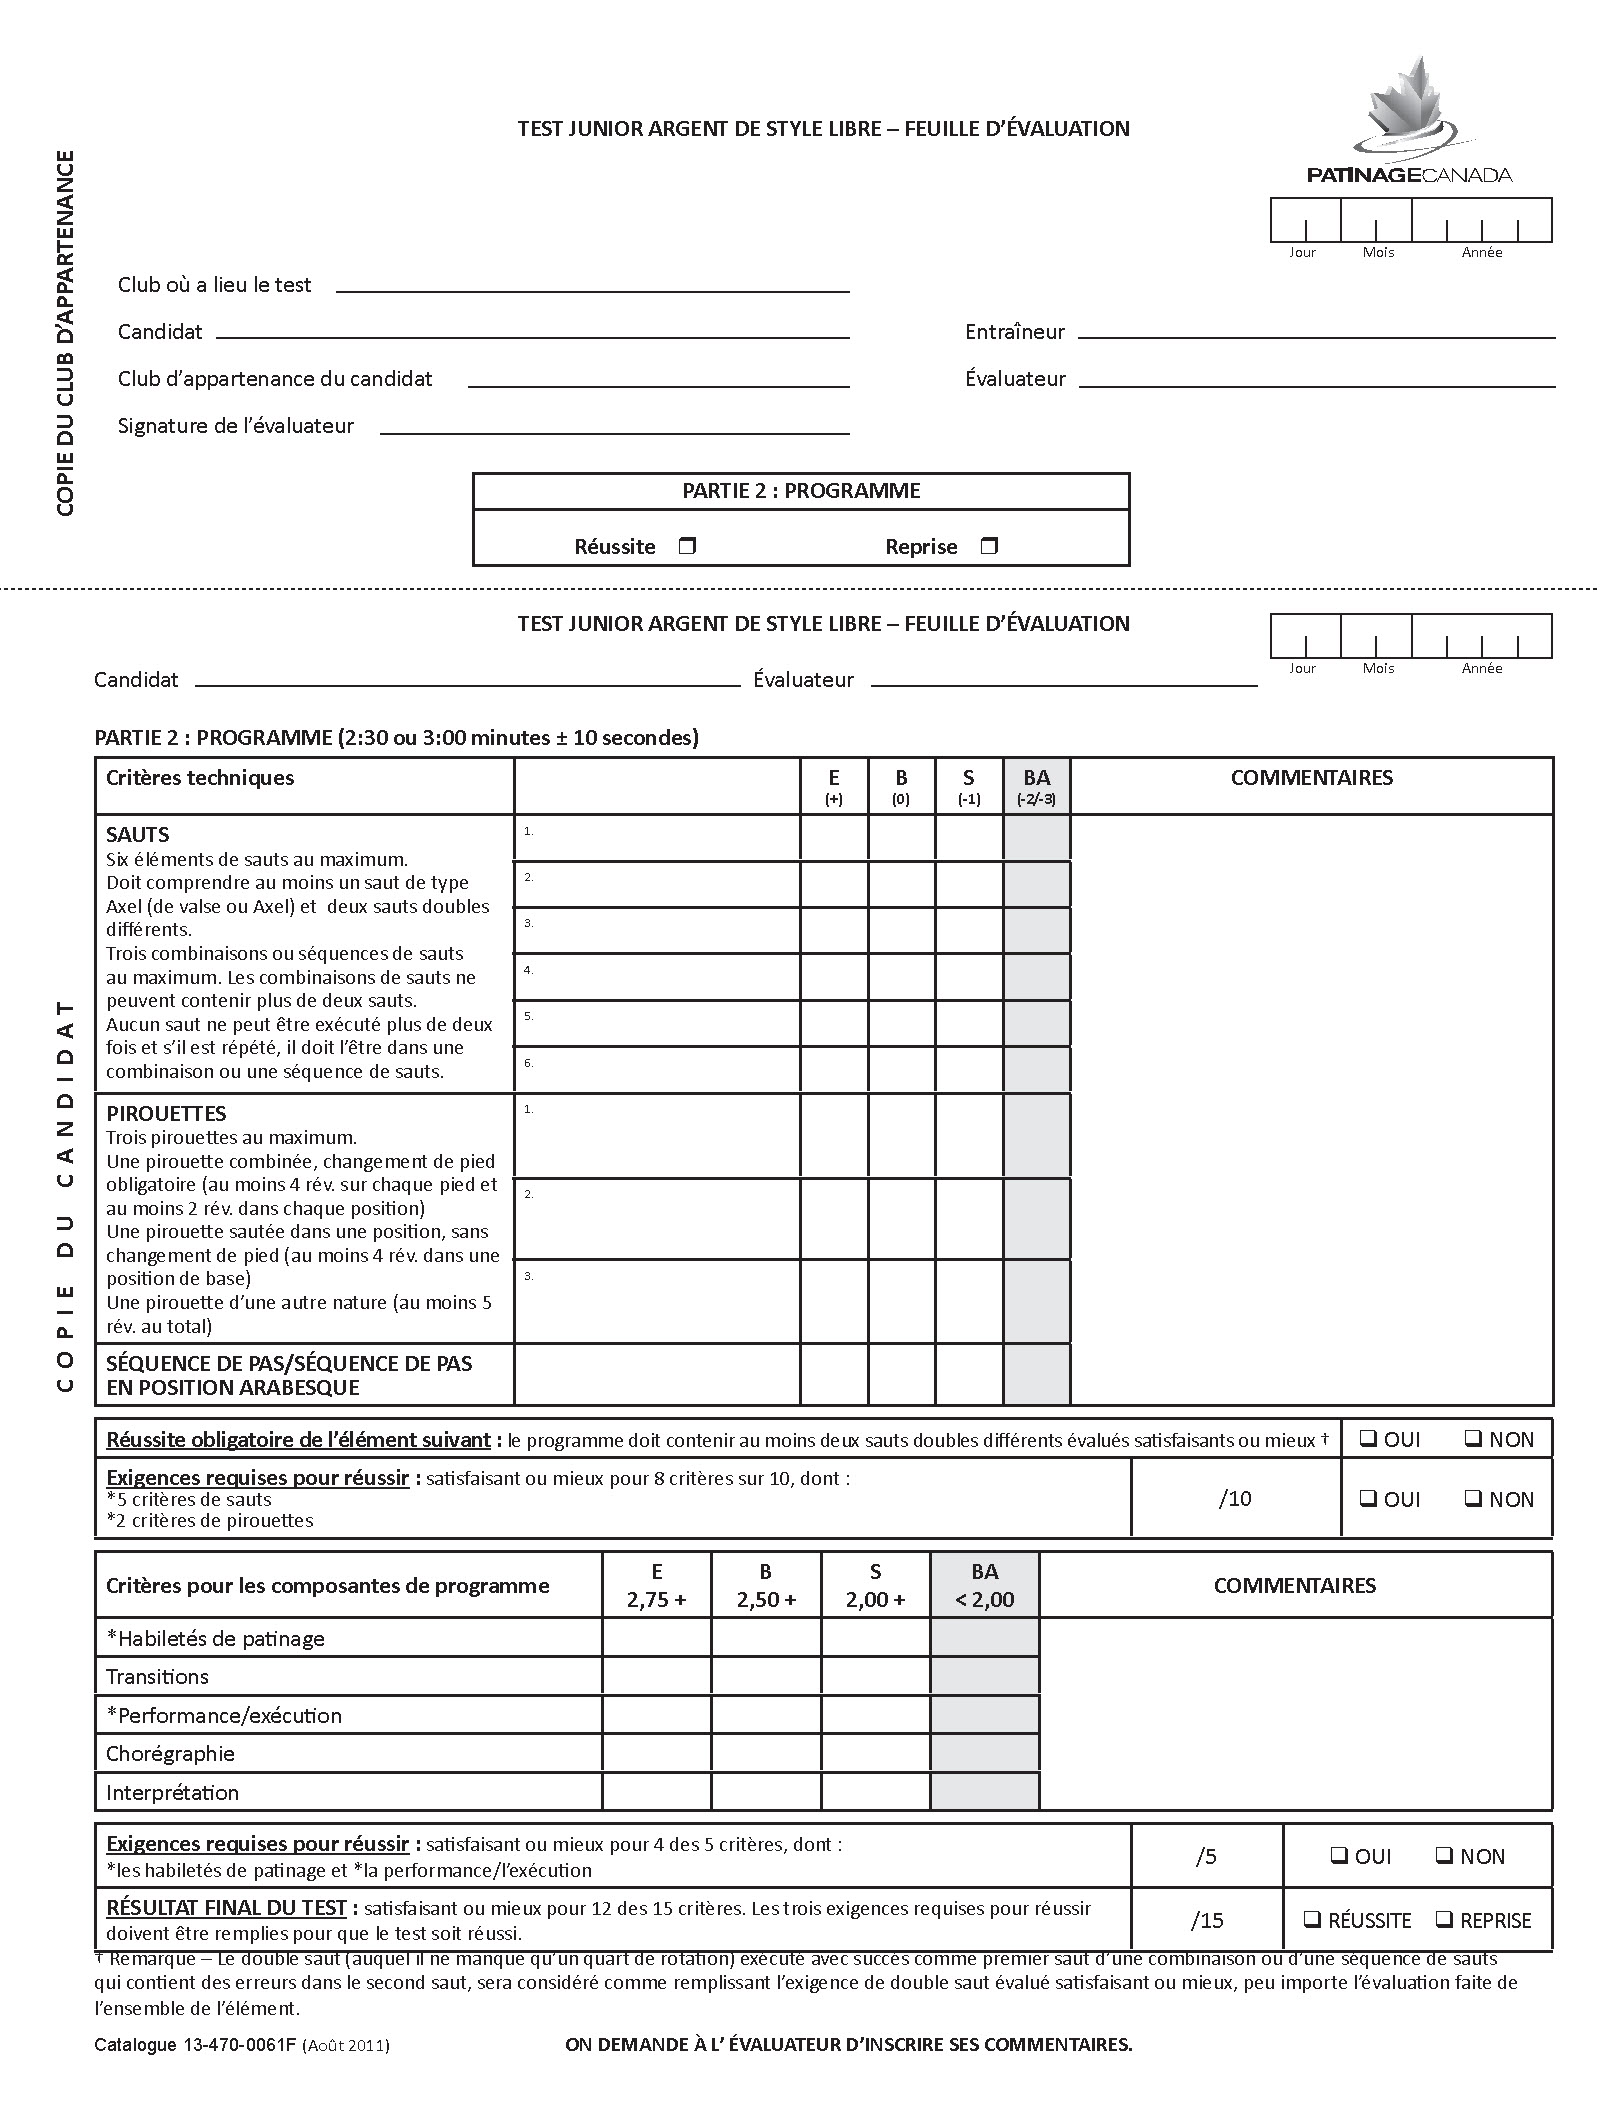 TEST JUNIOR ARGENT DE STYLE LIBRE – FEUILLE D’ÉVALUATION
PATINAGECANADA
COPIE DU CLUB D’APPARTENANCE
Jour Mois Année
Club où a lieu le test
Candidat Entraîneur
Club d’appartenance du candidat Évaluateur
Signature de l’évaluateur
PARTIE 2 : PROGRAMME
Réussite ❒ Reprise ❒
TEST JUNIOR ARGENT DE STYLE LIBRE – FEUILLE D’ÉVALUATION
Jour Mois Année
Candidat Évaluateur
COPIE DU CANDIDAT
PARTIE 2 : PROGRAMME (2:30 ou 3:00 minutes ± 10 secondes)
Critères techniques E B S BA COMMENTAIRES
(+) (0) (-1) (-2/-3)
SAUTS
Six éléments de sauts au maximum.
Doit comprendre au moins un saut de type
Axel (de valse ou Axel) et deux sauts doubles
différents.
Trois combinaisons ou séquences de sauts
au maximum. Les combinaisons de sauts ne
peuvent contenir plus de deux sauts.
Aucun saut ne peut être exécuté plus de deux
fois et s’il est répété, il doit l’être dans une
combinaison ou une séquence de sauts.
1.
2.
3.
4.
5.
6.
PIROUETTES
Trois pirouettes au maximum.
Une pirouette combinée, changement de pied
obligatoire (au moins 4 rév. sur chaque pied et
au moins 2 rév. dans chaque position)
Une pirouette sautée dans une position, sans
changement de pied (au moins 4 rév. dans une
position de base)
Une pirouette d’une autre nature (au moins 5
rév. au total)
1.
2.
3.
SÉQUENCE DE PAS/SÉQUENCE DE PAS
EN POSITION ARABESQUE
Réussite obligatoire de l’élément suivant : le programme doit contenir au moins deux sauts doubles différents évalués satisfaisants ou mieux † ❑ OUI ❑ NON
Exigences requises pour réussir : satisfaisant ou mieux pour 8 critères sur 10, dont :
*5 critères de sauts
*2 critères de pirouettes
/10 ❑ OUI ❑ NON
Critères pour les composantes de programme E B S BA COMMENTAIRES
2,75 + 2,50 + 2,00 + < 2,00
*Habiletés de patinage
Transitions
*Performance/exécution
Chorégraphie
Interprétation
Exigences requises pour réussir : satisfaisant ou mieux pour 4 des 5 critères, dont :
*les habiletés de patinage et *la performance/l’exécution
/5 ❑ OUI ❑ NON
RÉSULTAT FINAL DU TEST : satisfaisant ou mieux pour 12 des 15 critères. Les trois exigences requises pour réussir
doivent être remplies pour que le test soit réussi.
/15 ❑ RÉUSSITE ❑ REPRISE
† Remarque – Le double saut (auquel il ne manque qu’un quart de rotation) exécuté avec succès comme premier saut d’une combinaison ou d’une séquence de sauts
qui contient des erreurs dans le second saut, sera considéré comme remplissant l’exigence de double saut évalué satisfaisant ou mieux, peu importe l’évaluation faite de
l’ensemble de l’élément.
Catalogue 13-470-0061F (Août 2011) ON DEMANDE À L’ ÉVALUATEUR D’INSCRIRE SES COMMENTAIRES.